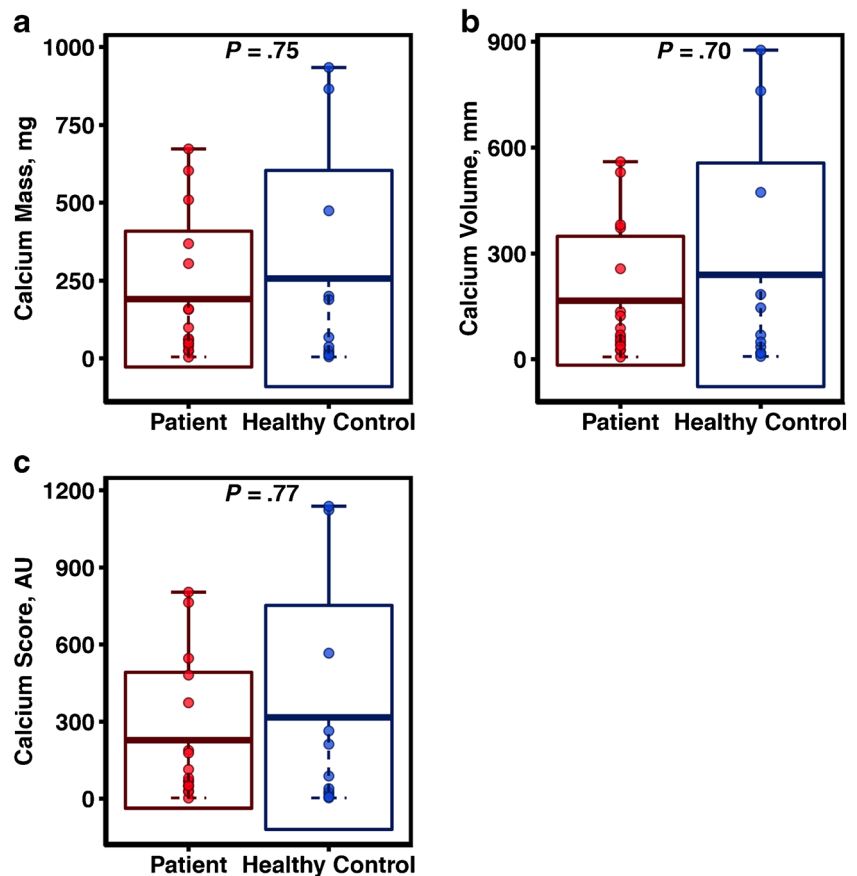 a
P = .75
Calcium Mass, mg
1000
750
500
250
0
Patient Healthy Control
b
P = .70
Calcium Volume, mm
900
600
300
0
Patient Healthy Control
c
P = .77
Calcium Score, AU
1200
900
600
300
0
Patient Healthy Control